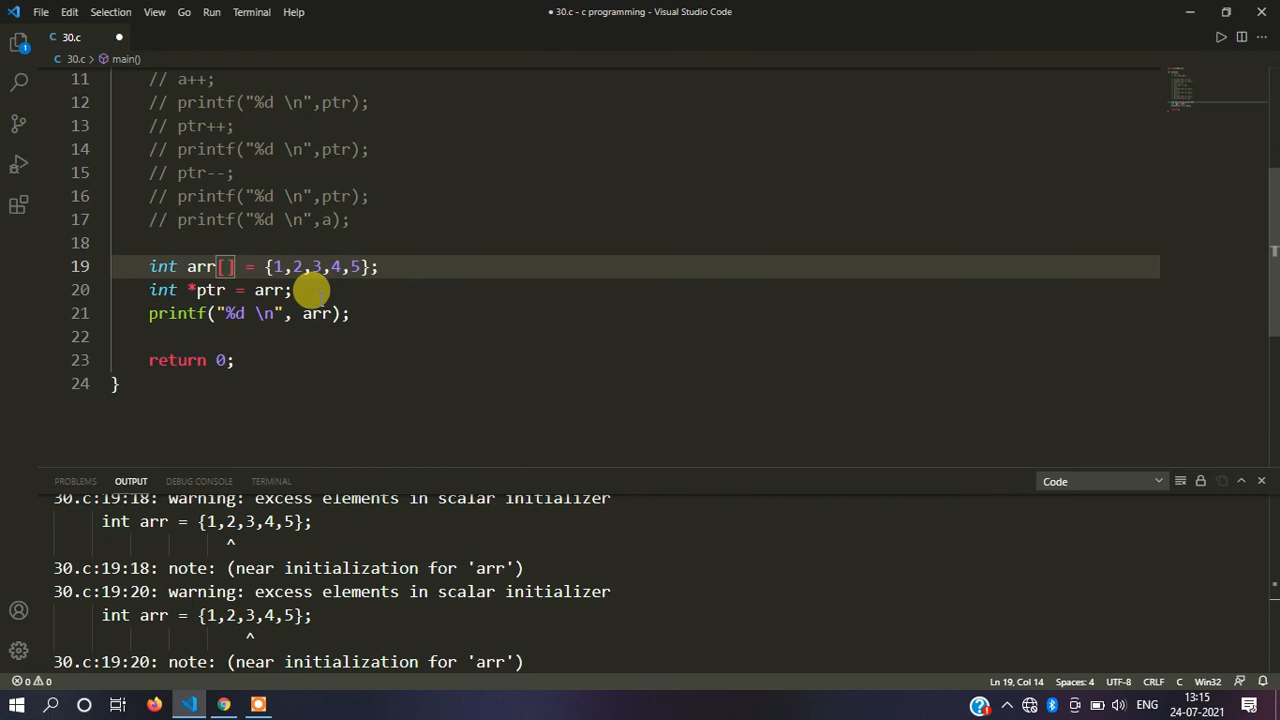 File Edit Selection View Go Run Terminal Help
● 30.c - c programming - Visual Studio Code
C 30.c ●
C 30.c > main()
11 // a++;
12 // printf("%d \n",ptr);
13 // ptr++;
14 // printf("%d \n",ptr);
15 // ptr--;
16 // printf("%d \n",ptr);
17 // printf("%d \n",a);
18
19 int arr[] = {1,2,3,4,5};
20 int *ptr = arr;
21 printf("%d \n", arr);
22
23 return 0;
24 }
PROBLEMS OUTPUT DEBUG CONSOLE TERMINAL
Code
30.c:19:18: warning: excess elements in scalar initializer
int arr = {1,2,3,4,5};
^
30.c:19:18: note: (near initialization for 'arr')
30.c:19:20: warning: excess elements in scalar initializer
int arr = {1,2,3,4,5};
^
30.c:19:20: note: (near initialization for 'arr')
0 0
Ln 19, Col 14 Spaces: 4 UTF-8 CRLF C Win32
ENG
13:15
24-07-2021